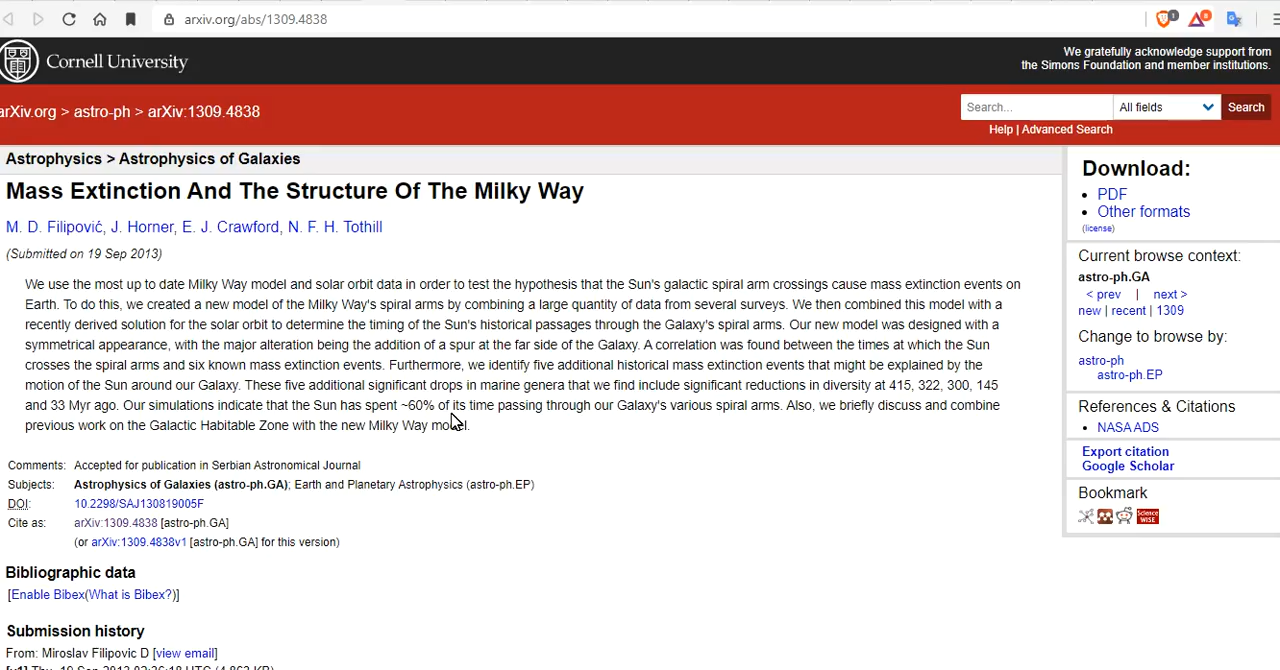 arxiv.org/abs/1309.4838
Cornell University
We gratefully acknowledge support from
the Simons Foundation and member institutions.
arXiv.org > astro-ph > arXiv:1309.4838
Search...
All fields
Search
Help | Advanced Search
Astrophysics > Astrophysics of Galaxies
Mass Extinction And The Structure Of The Milky Way
M. D. Filipović, J. Horner, E. J. Crawford, N. F. H. Tothill
(Submitted on 19 Sep 2013)
We use the most up to date Milky Way model and solar orbit data in order to test the hypothesis that the Sun's galactic spiral arm crossings cause mass extinction events on
Earth. To do this, we created a new model of the Milky Way's spiral arms by combining a large quantity of data from several surveys. We then combined this model with a
recently derived solution for the solar orbit to determine the timing of the Sun's historical passages through the Galaxy's spiral arms. Our new model was designed with a
symmetrical appearance, with the major alteration being the addition of a spur at the far side of the Galaxy. A correlation was found between the times at which the Sun
crosses the spiral arms and six known mass extinction events. Furthermore, we identify five additional historical mass extinction events that might be explained by the
motion of the Sun around our Galaxy. These five additional significant drops in marine genera that we find include significant reductions in diversity at 415, 322, 300, 145
and 33 Myr ago. Our simulations indicate that the Sun has spent ~60% of its time passing through our Galaxy's various spiral arms. Also, we briefly discuss and combine
previous work on the Galactic Habitable Zone with the new Milky Way model.
Comments: Accepted for publication in Serbian Astronomical Journal
Subjects: Astrophysics of Galaxies (astro-ph.GA); Earth and Planetary Astrophysics (astro-ph.EP)
DOI: 10.2298/SAJ130819005F
Cite as: arXiv:1309.4838 [astro-ph.GA]
(or arXiv:1309.4838v1 [astro-ph.GA] for this version)
Bibliographic data
[Enable Bibex(What is Bibex?)]
Submission history
From: Miroslav Filipovic D [view email]
[v1] Thu, 19 Sep 2013 02:26:18 UTC (4,863 KB)
Download:
PDF
Other formats
(license)
Current browse context:
astro-ph.GA
< prev | next >
new | recent | 1309
Change to browse by:
astro-ph
astro-ph.EP
References & Citations
NASA ADS
Export citation
Google Scholar
Bookmark
Science
WISE